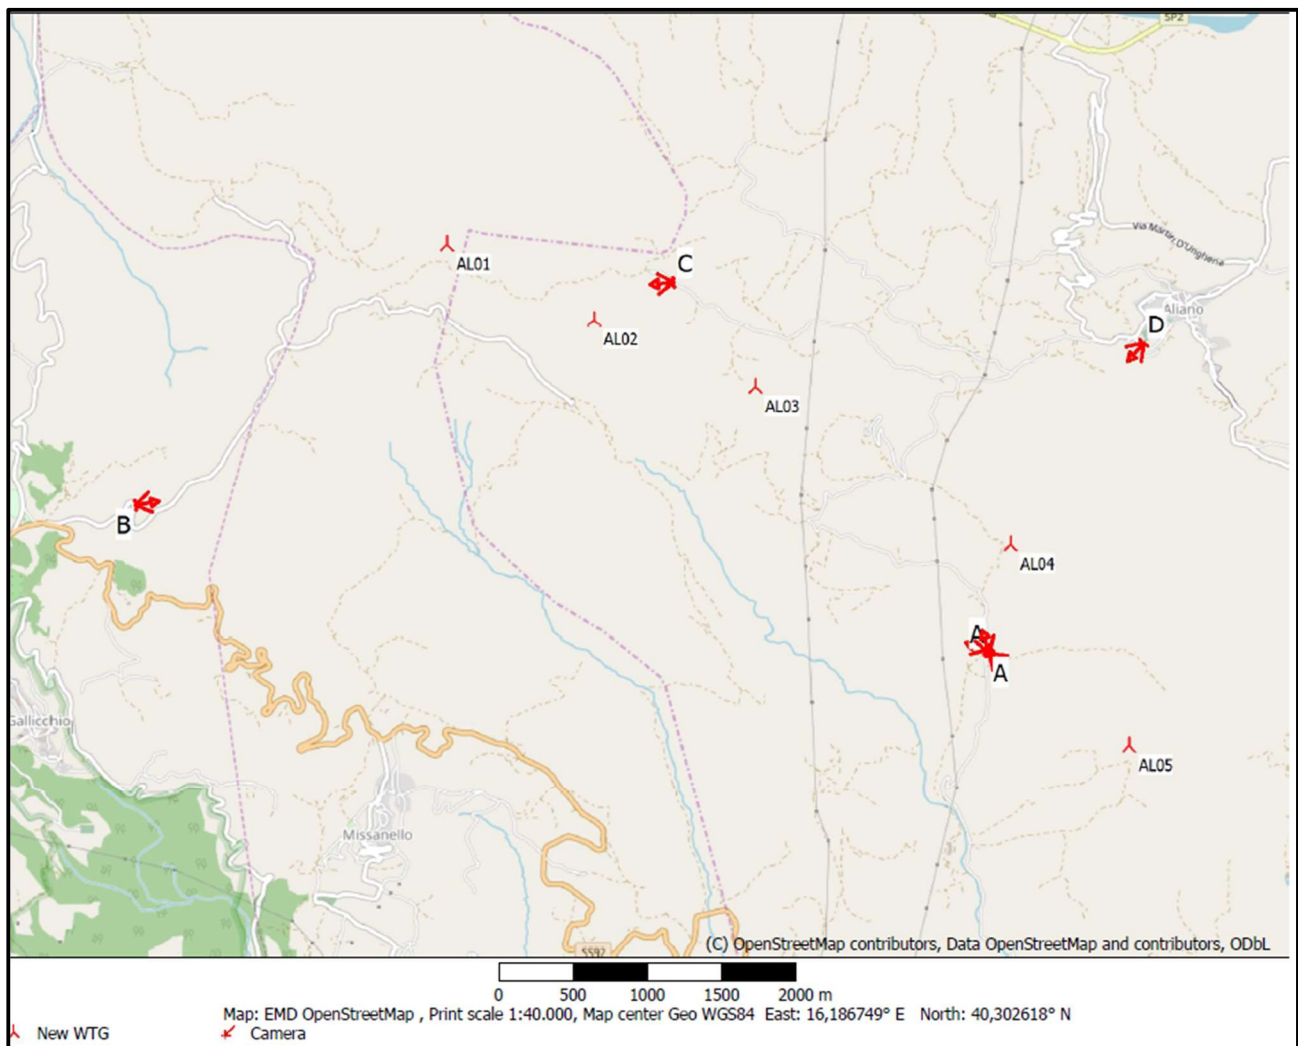 SP2
Via Martiri D'Ungheria
AL01
C
Aliano
AL02
D
AL03
B
AL04
A
A
Gallicchio
AL05
Missanello
(C) OpenStreetMap contributors, Data OpenStreetMap and contributors, ODbL
0 500 1000 1500 2000 m
Map: EMD OpenStreetMap , Print scale 1:40.000, Map center Geo WGS84 East: 16,186749° E North: 40,302618° N
New WTG Camera